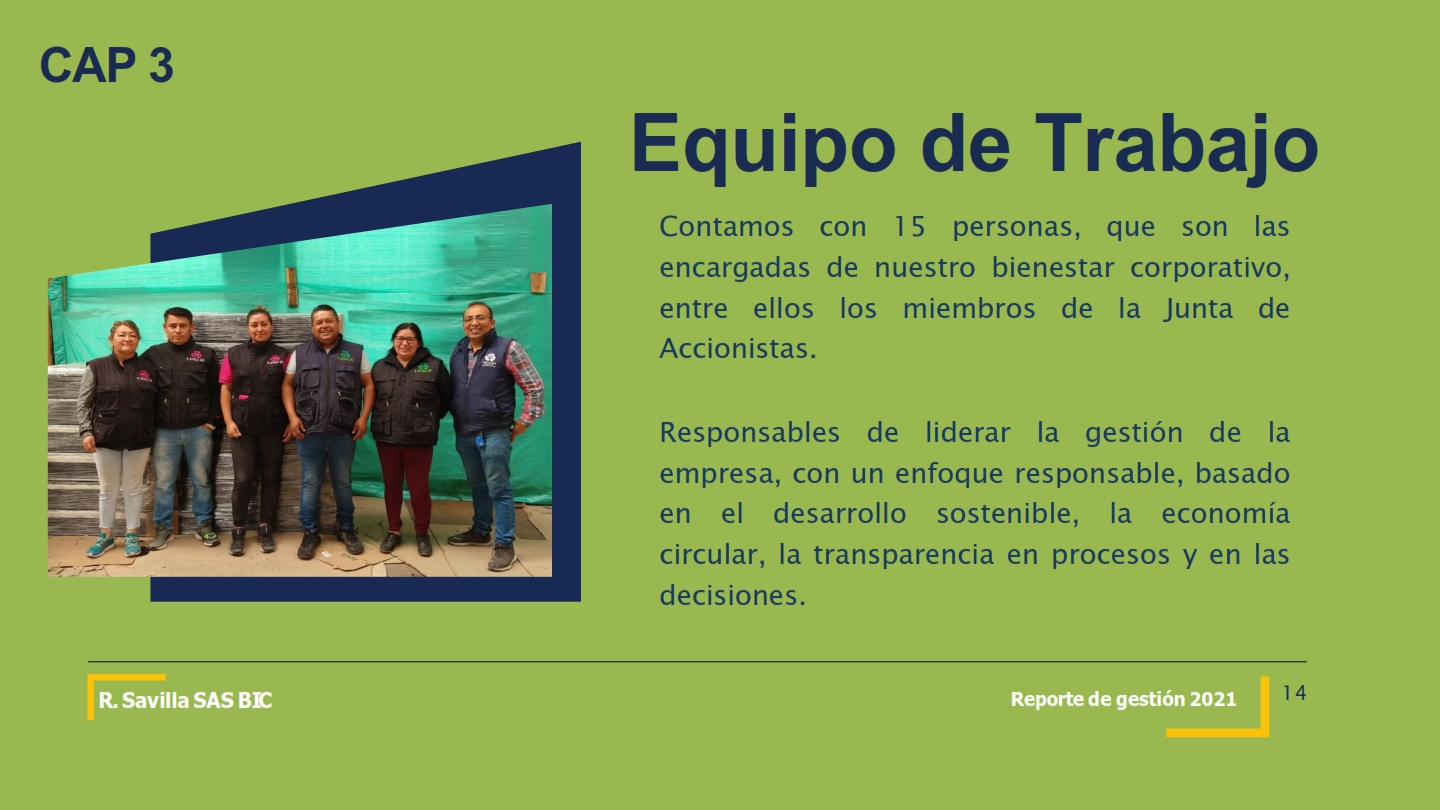 CAP 3
Equipo de Trabajo
Contamos con 15 personas, que son las
encargadas de nuestro bienestar corporativo,
entre ellos los miembros de la Junta de
Accionistas.
Responsables de liderar la gestión de la
empresa, con un enfoque responsable, basado
en el desarrollo sostenible, la economía
circular, la transparencia en procesos y en las
decisiones.
R. Savilla SAS BIC
Reporte de gestión 2021
14